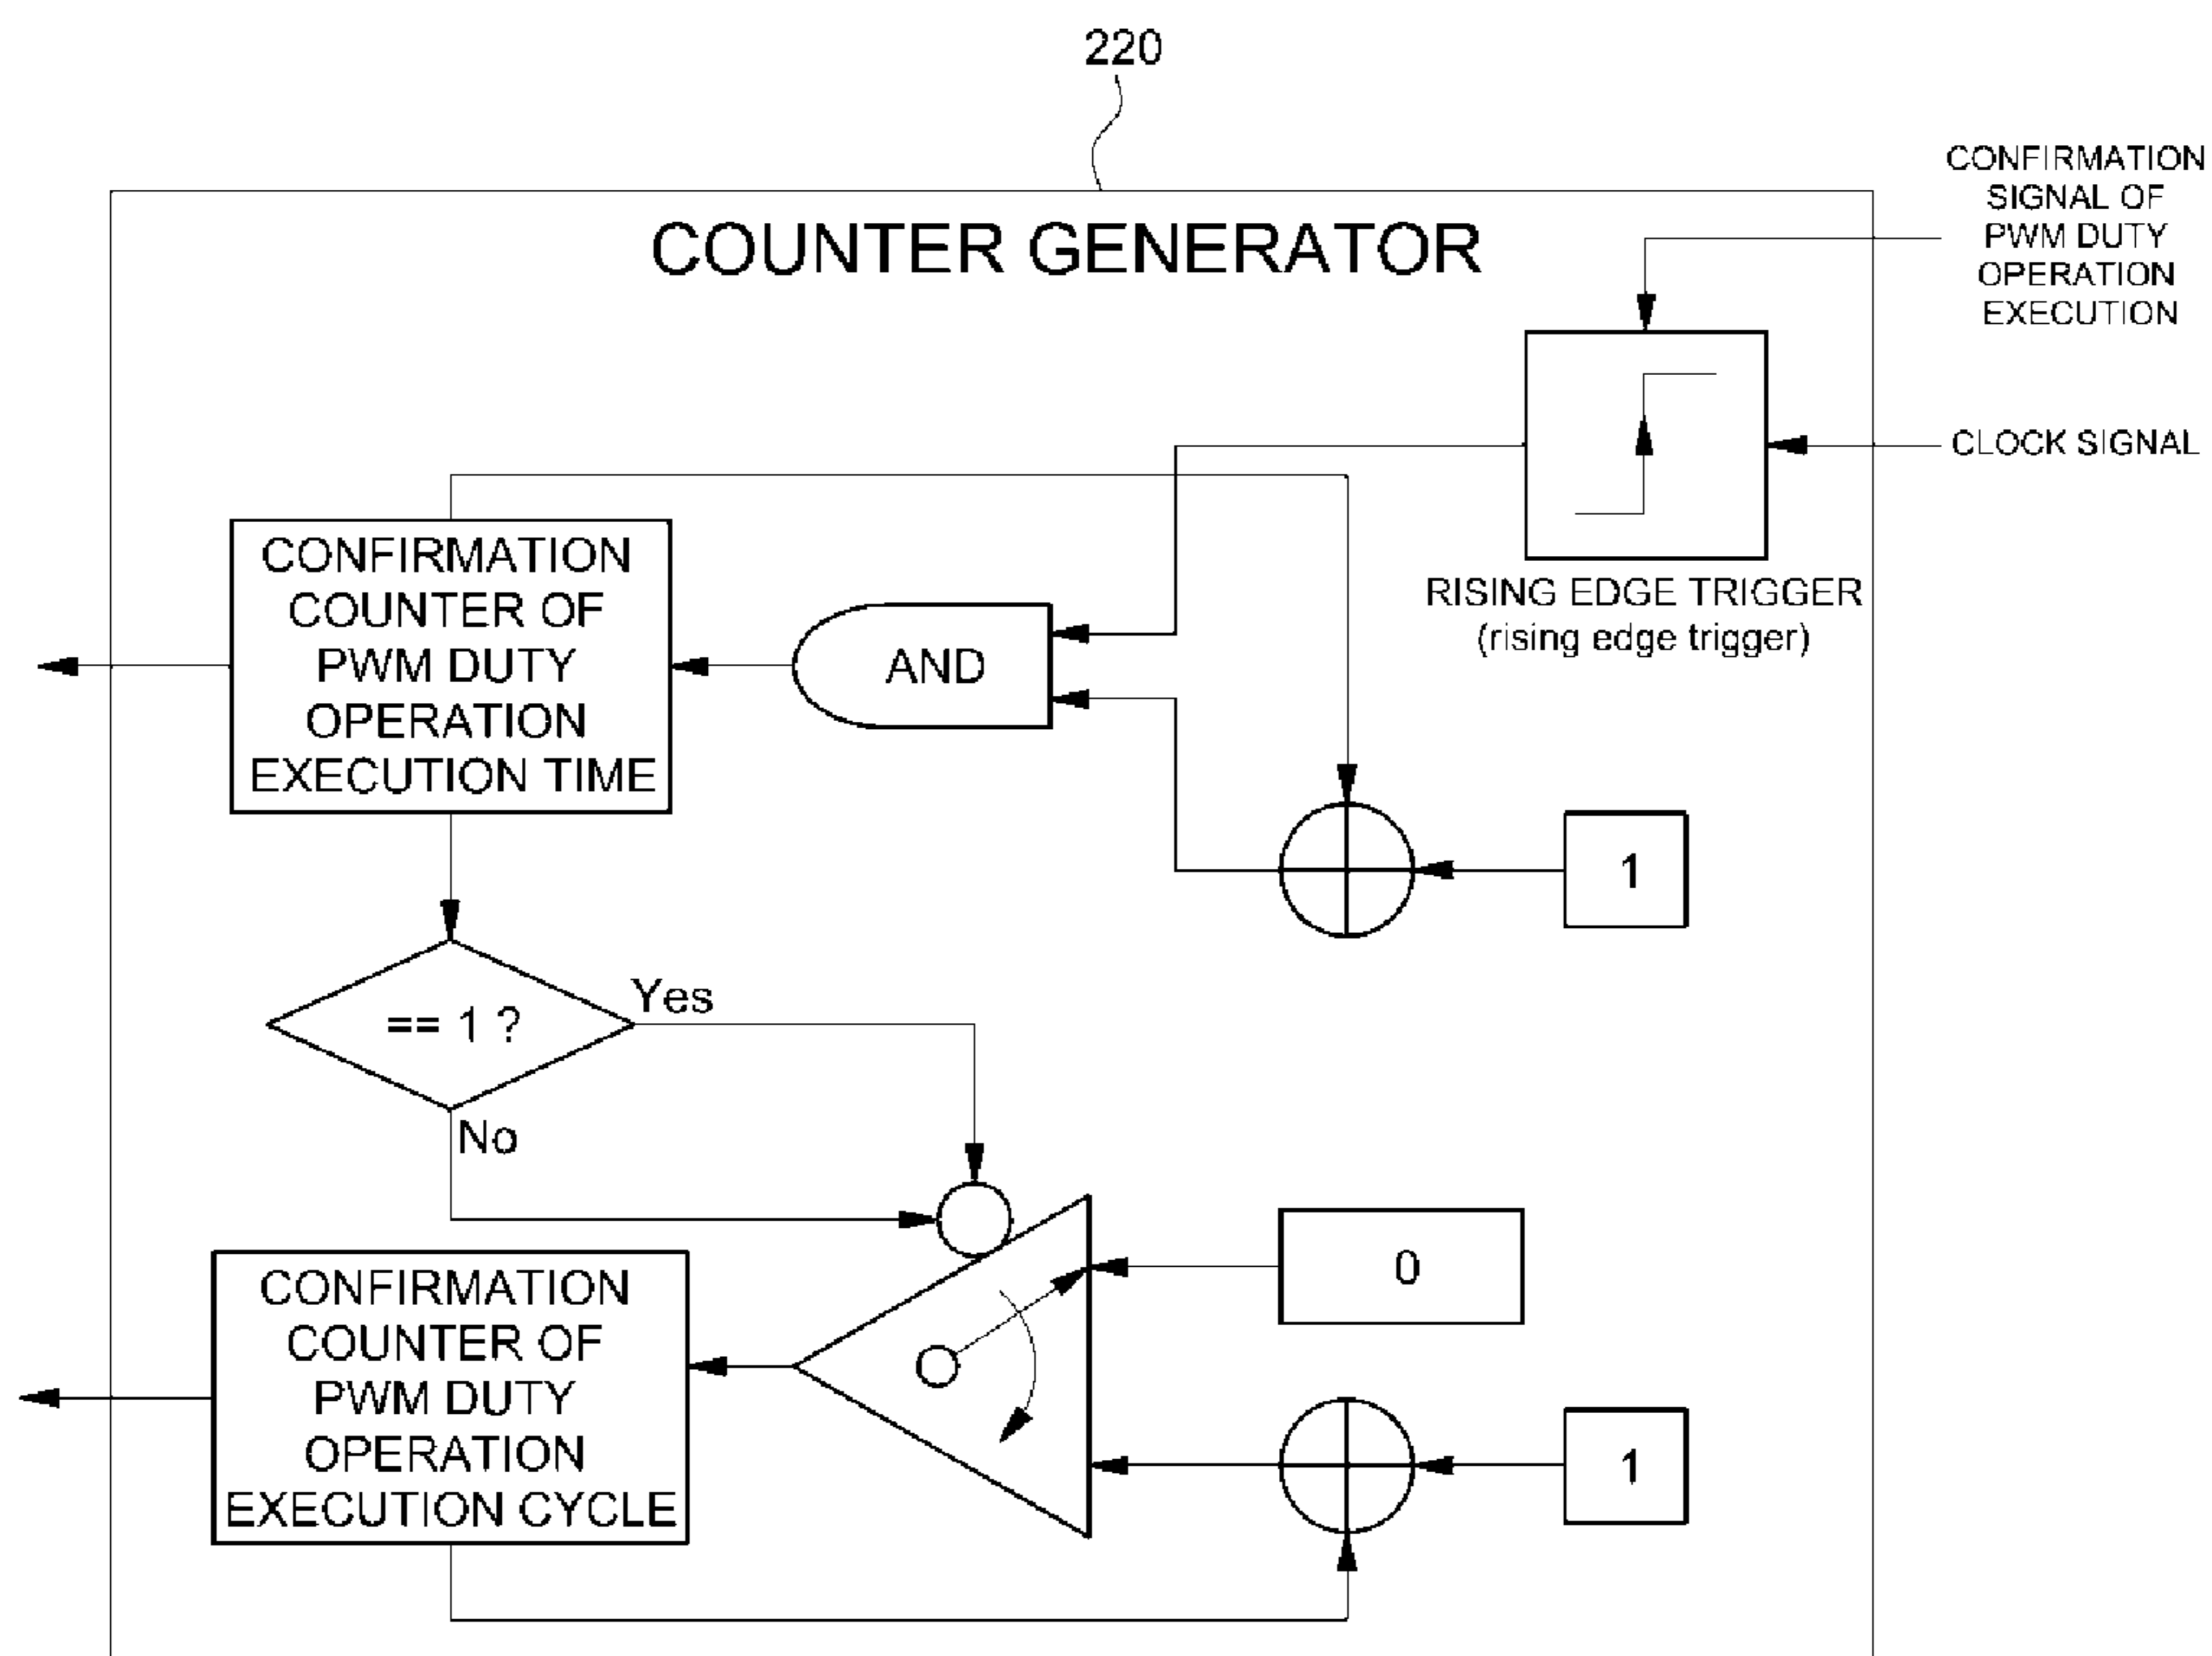 220
COUNTER GENERATOR
CONFIRMATION
SIGNAL OF
PWM DUTY
OPERATION
EXECUTION
CLOCK SIGNAL
RISING EDGE TRIGGER
(rising edge trigger)
CONFIRMATION
COUNTER OF
PWM DUTY
OPERATION
EXECUTION TIME
AND
1
== 1 ?
Yes
No
0
CONFIRMATION
COUNTER OF
PWM DUTY
OPERATION
EXECUTION CYCLE
1